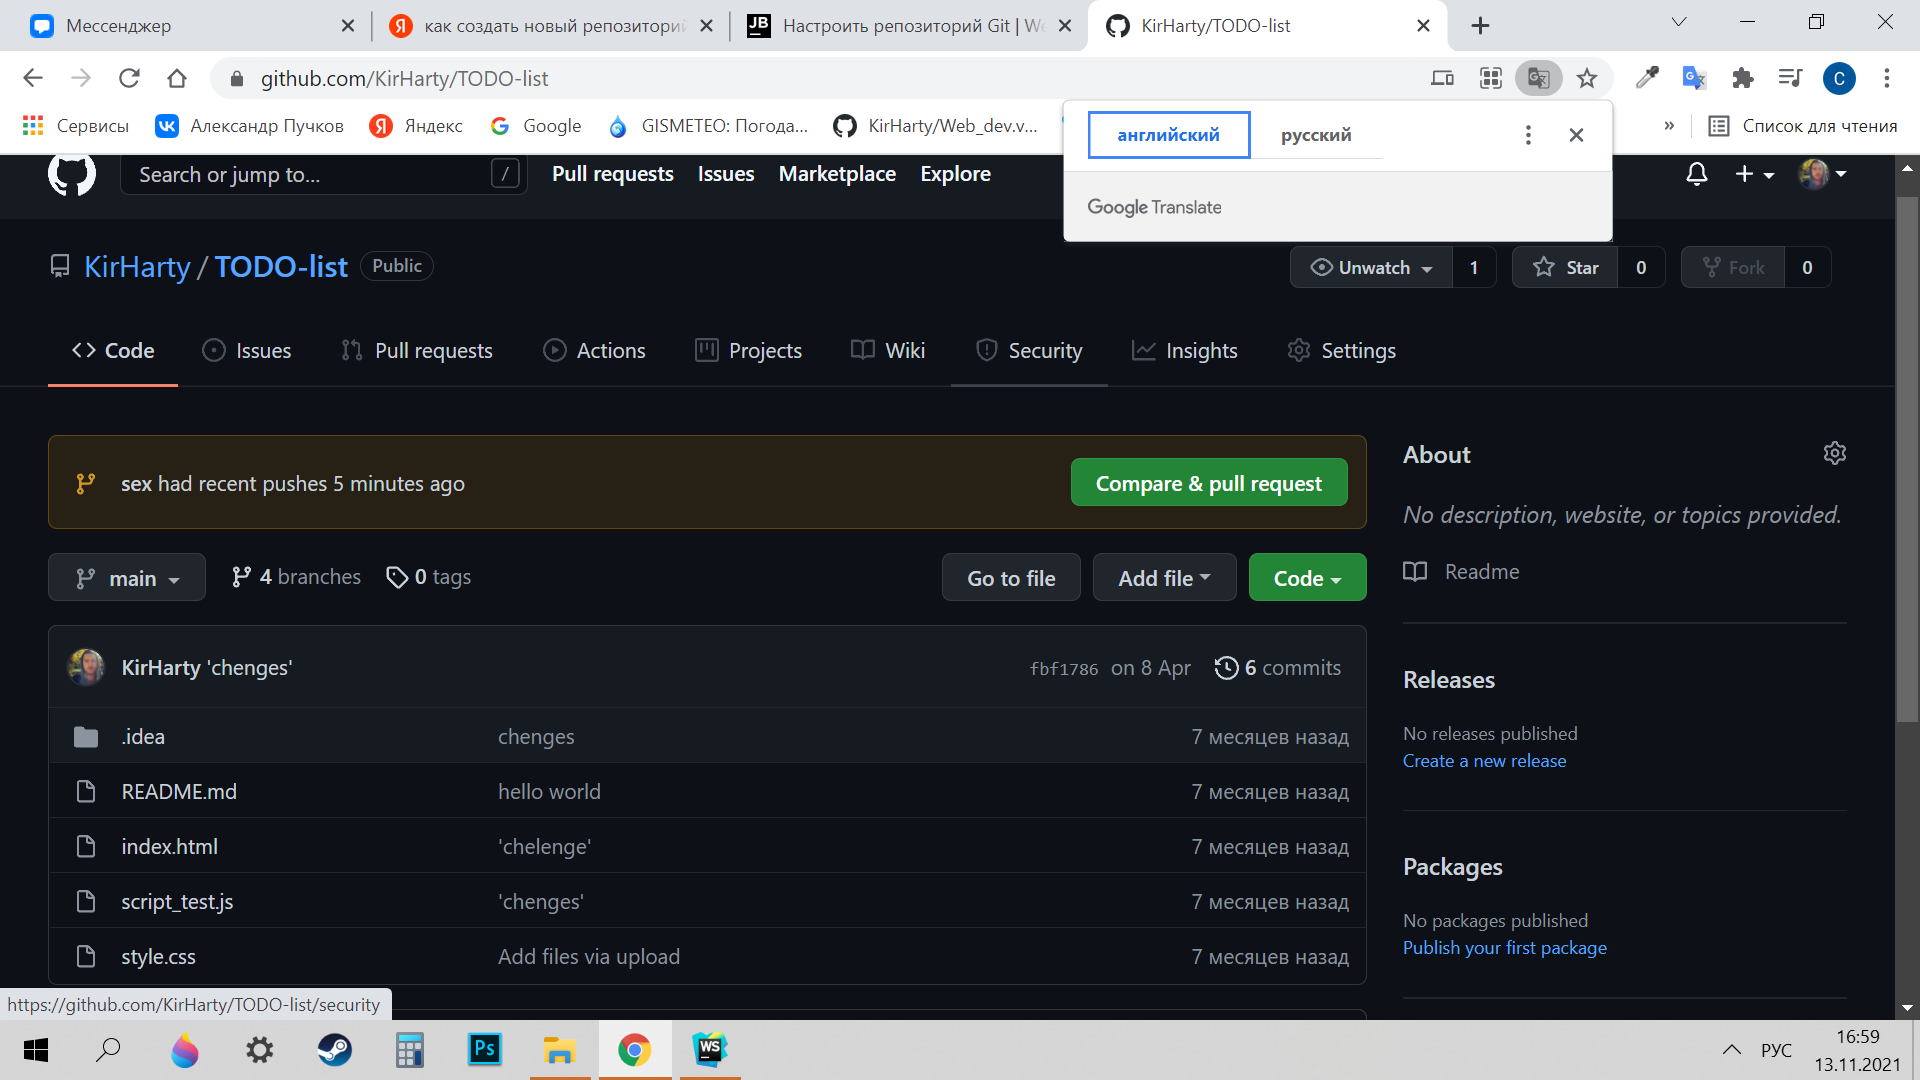 Мессенджер
как создать новый репозитори
JB
Настроить репозиторий Git | We
KirHarty/TODO-list
github.com/KirHarty/TODO-list
C
Сервисы
Александр Пучков
Яндекс
Google
GISMETEO: Погода...
KirHarty/Web_dev.v...
»
Список для чтения
английский
русский
Google Translate
Search or jump to...
/
Pull requests
Issues
Marketplace
Explore
KirHarty / TODO-list
Public
Unwatch
1
Star
0
Fork
0
Code
Issues
Pull requests
Actions
Projects
Wiki
Security
Insights
Settings
sex had recent pushes 5 minutes ago
Compare & pull request
main
4 branches
0 tags
Go to file
Add file
Code
KirHarty 'chenges'
fbf1786 on 8 Apr
6 commits
.idea
chenges
7 месяцев назад
README.md
hello world
7 месяцев назад
index.html
'chelenge'
7 месяцев назад
script_test.js
'chenges'
7 месяцев назад
style.css
Add files via upload
7 месяцев назад
About
No description, website, or topics provided.
Readme
Releases
No releases published
Create a new release
Packages
No packages published
Publish your first package
https://github.com/KirHarty/TODO-list/security
Ps
WS
РУС
16:59
13.11.2021